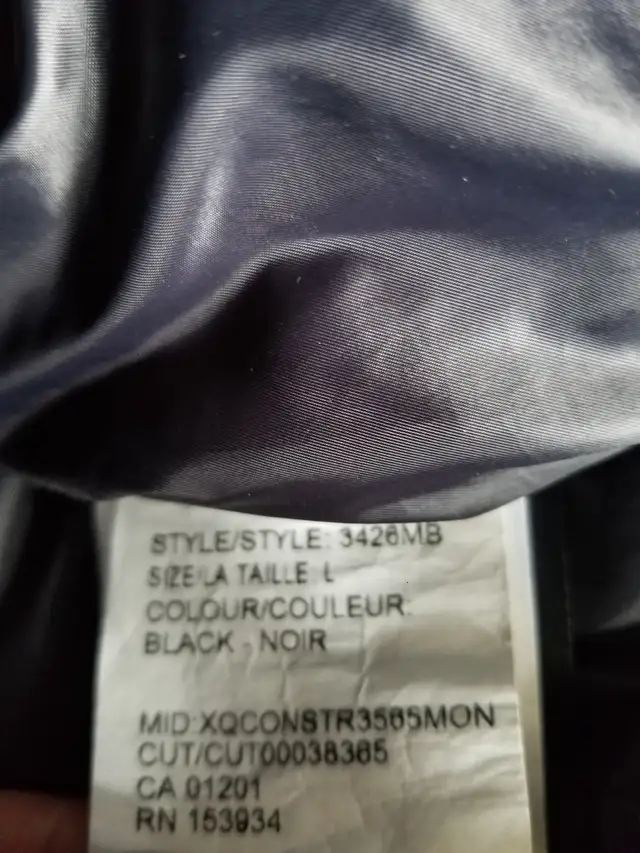 STYLE/STYLE: 3426MB
SIZE/LA TAILLE: L
COLOUR/COULEUR:
BLACK - NOIR
MID:XQCONSTR3565MON
CUT/CUT00038365
CA 01201
RN 153934